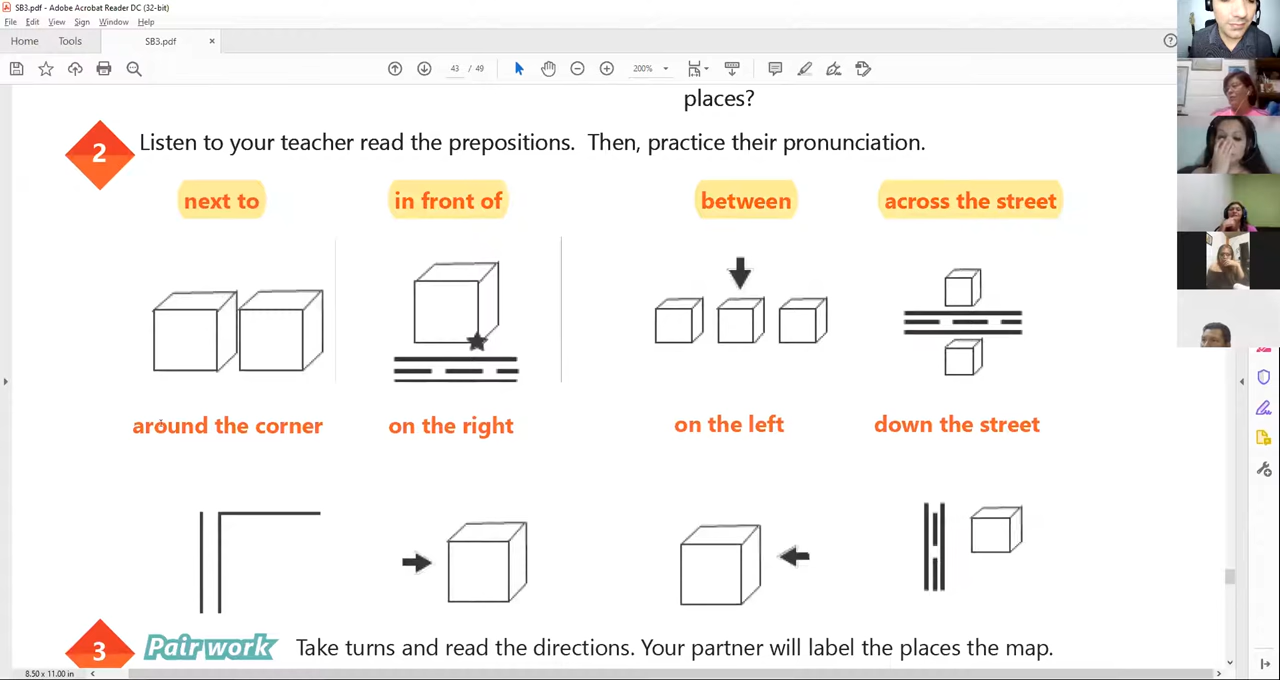 SB3.pdf - Adobe Acrobat Reader DC (32-bit)
File Edit View Sign Window Help
Home Tools SB3.pdf ×
43 / 49 200%
places?
2 Listen to your teacher read the prepositions. Then, practice their pronunciation.
next to in front of between across the street
around the corner on the right on the left down the street
3 Pair work Take turns and read the directions. Your partner will label the places the map.
8.50 x 11.00 in